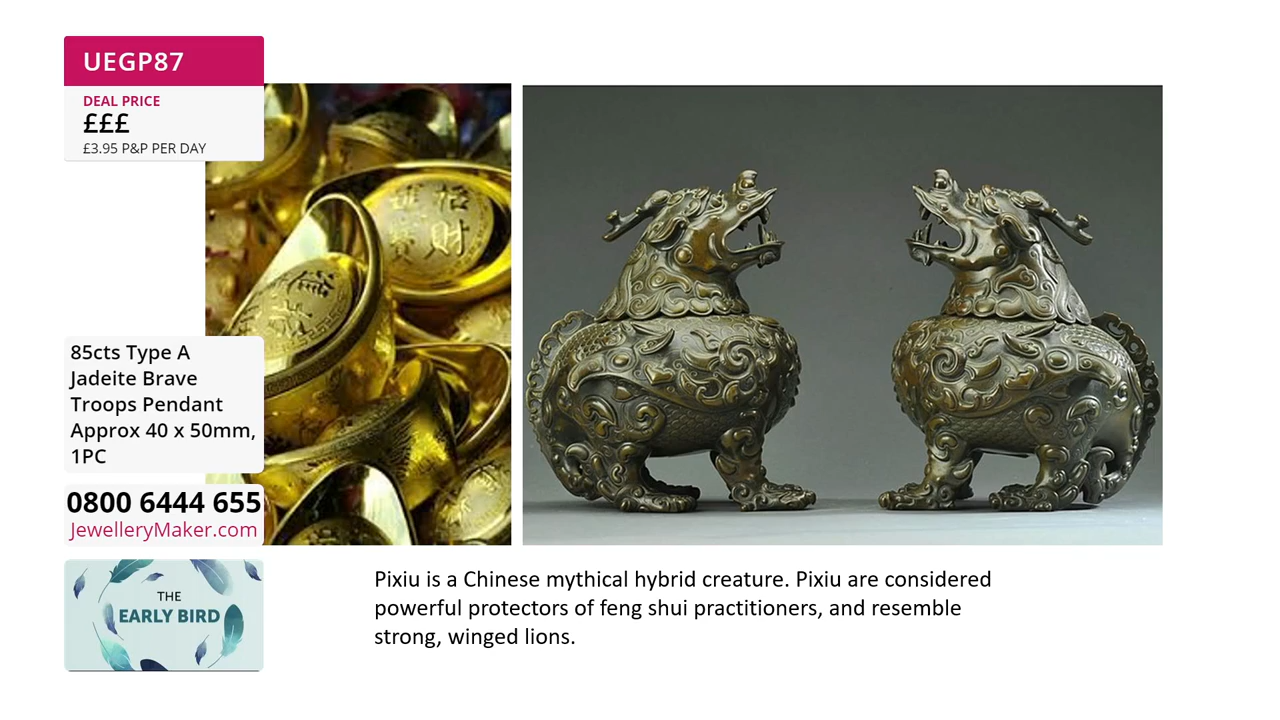 UEGP87
DEAL PRICE
£££
£3.95 P&P PER DAY
招
財
85cts Type A
Jadeite Brave
Troops Pendant
Approx 40 x 50mm,
1PC
0800 6444 655
JewelleryMaker.com
THE
EARLY BIRD
Pixiu is a Chinese mythical hybrid creature. Pixiu are considered
powerful protectors of feng shui practitioners, and resemble
strong, winged lions.